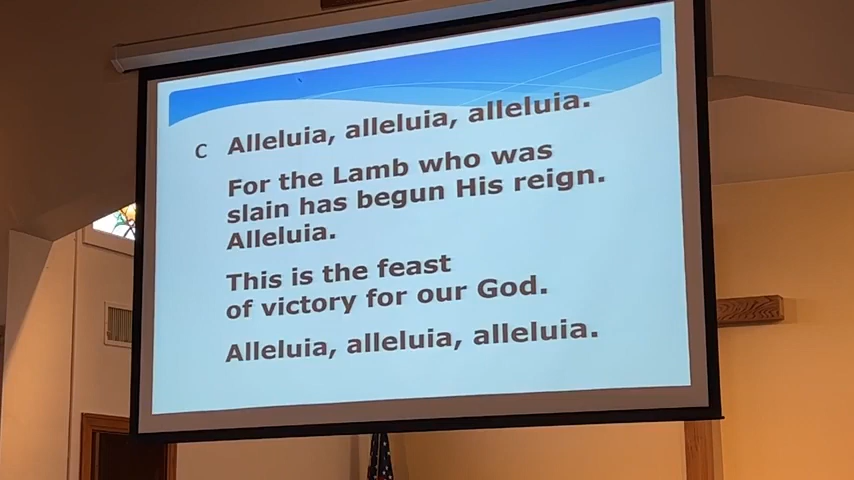 C Alleluia, alleluia, alleluia.
For the Lamb who was
slain has begun His reign.
Alleluia.
This is the feast
of victory for our God.
Alleluia, alleluia, alleluia.